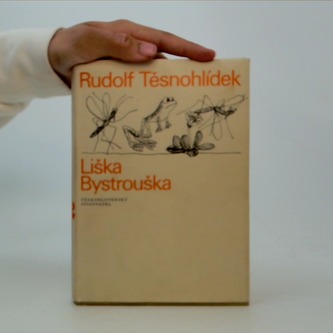 Rudolf Těsnohlídek
Liška
Bystrouška
ČESKOSLOVENSKÝ
SPISOVATEL